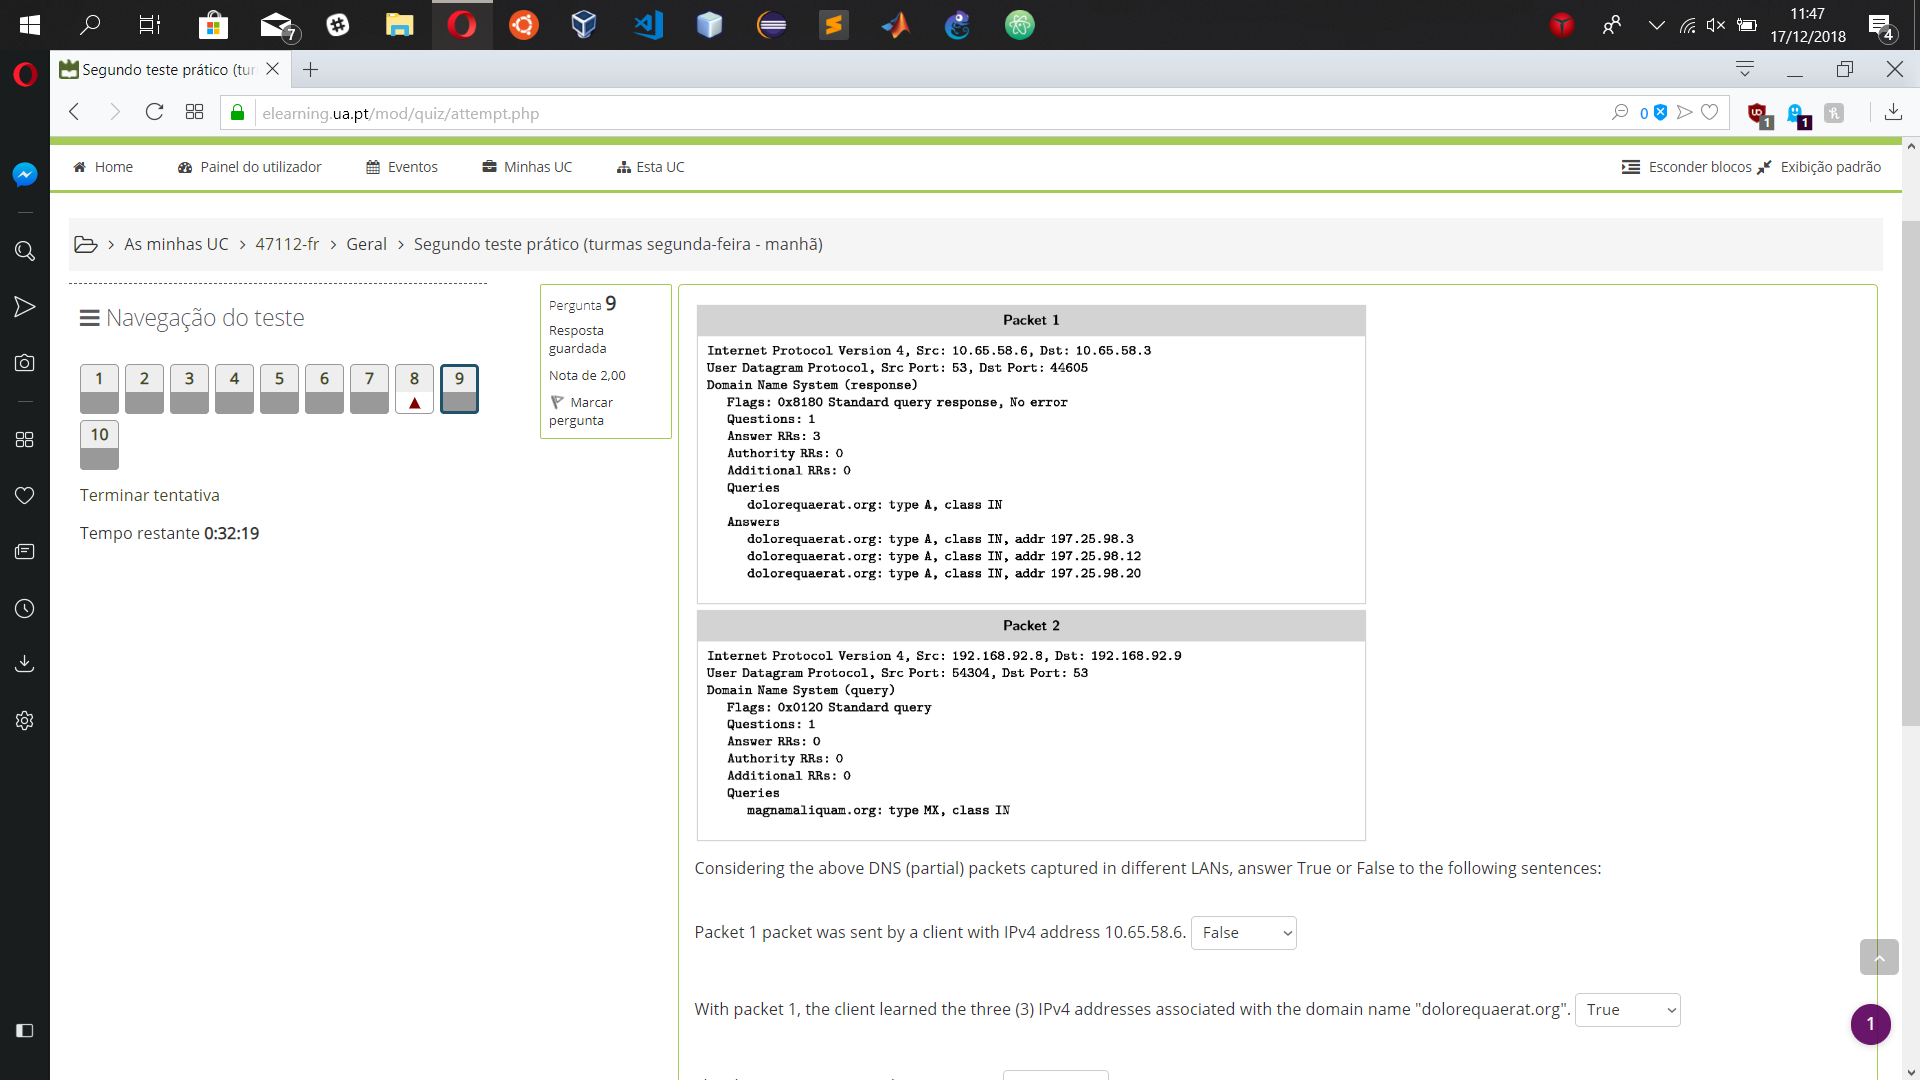 11:47
17/12/2018
7
4
Segundo teste prático (tur
elearning.ua.pt/mod/quiz/attempt.php
0
1
1
Home
Painel do utilizador
Eventos
Minhas UC
Esta UC
Esconder blocos
Exibição padrão
> As minhas UC > 47112-fr > Geral > Segundo teste prático (turmas segunda-feira - manhã)
Navegação do teste
1 2 3 4 5 6 7 8 9
10
Terminar tentativa
Tempo restante 0:32:19
Pergunta 9
Resposta
guardada
Nota de 2,00
Marcar
pergunta
Packet 1
Internet Protocol Version 4, Src: 10.65.58.6, Dst: 10.65.58.3
User Datagram Protocol, Src Port: 53, Dst Port: 44605
Domain Name System (response)
Flags: 0x8180 Standard query response, No error
Questions: 1
Answer RRs: 3
Authority RRs: 0
Additional RRs: 0
Queries
dolorequaerat.org: type A, class IN
Answers
dolorequaerat.org: type A, class IN, addr 197.25.98.3
dolorequaerat.org: type A, class IN, addr 197.25.98.12
dolorequaerat.org: type A, class IN, addr 197.25.98.20
Packet 2
Internet Protocol Version 4, Src: 192.168.92.8, Dst: 192.168.92.9
User Datagram Protocol, Src Port: 54304, Dst Port: 53
Domain Name System (query)
Flags: 0x0120 Standard query
Questions: 1
Answer RRs: 0
Authority RRs: 0
Additional RRs: 0
Queries
magnamaliquam.org: type MX, class IN
Considering the above DNS (partial) packets captured in different LANs, answer True or False to the following sentences:
Packet 1 packet was sent by a client with IPv4 address 10.65.58.6. False
With packet 1, the client learned the three (3) IPv4 addresses associated with the domain name "dolorequaerat.org". True
1